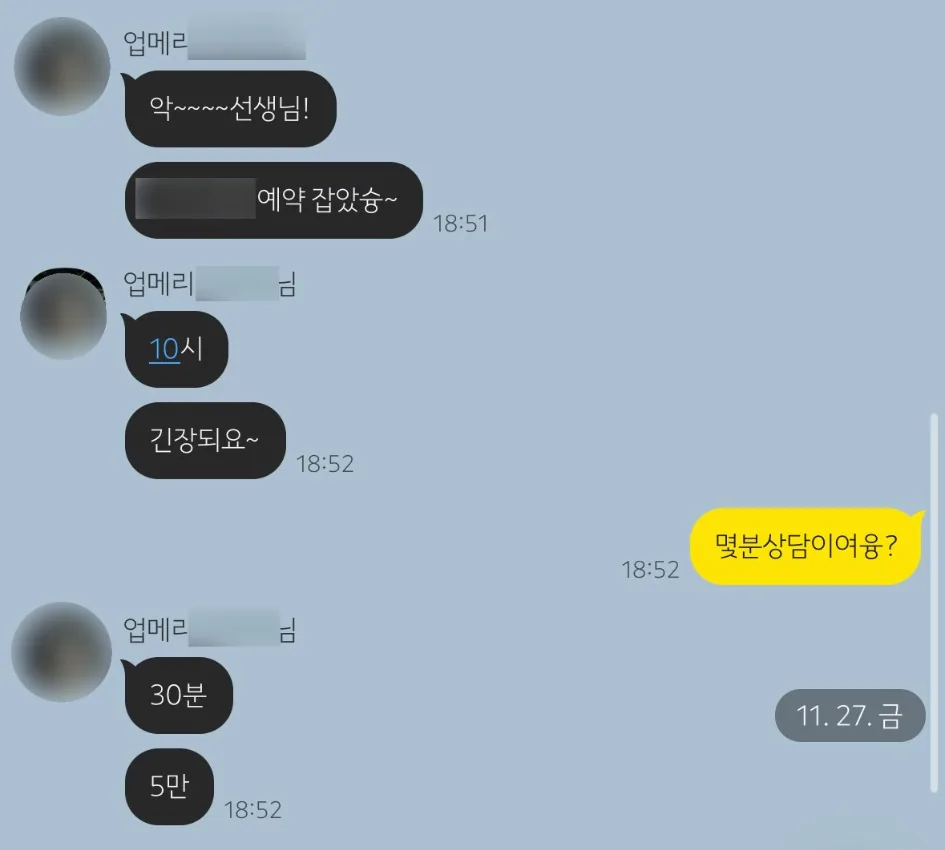 업메리
악~~~~선생님!
예약 잡았슝~
18:51
업메리 님
10시
긴장되요~
18:52
몇분상담이여융?
18:52
업메리 님
30분
11. 27. 금
5만
18:52